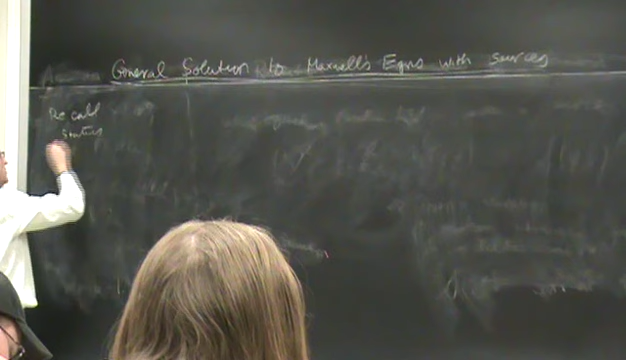 General Solution to Maxwell's Eqns with sources
Recall
statics